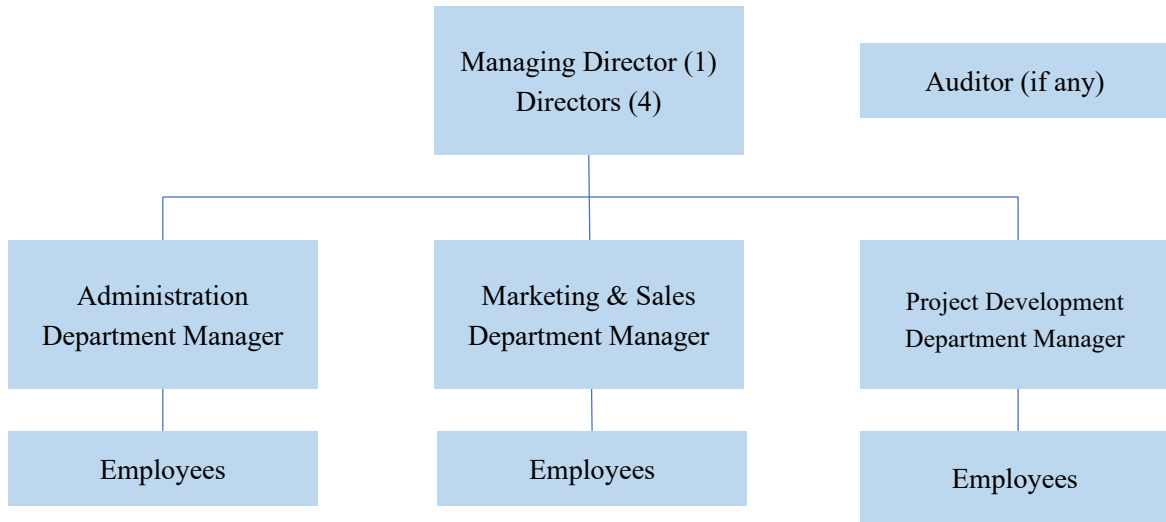 Managing Director (1)
Directors (4)
Auditor (if any)
Administration
Department Manager
Marketing & Sales
Department Manager
Project Development
Department Manager
Employees
Employees
Employees